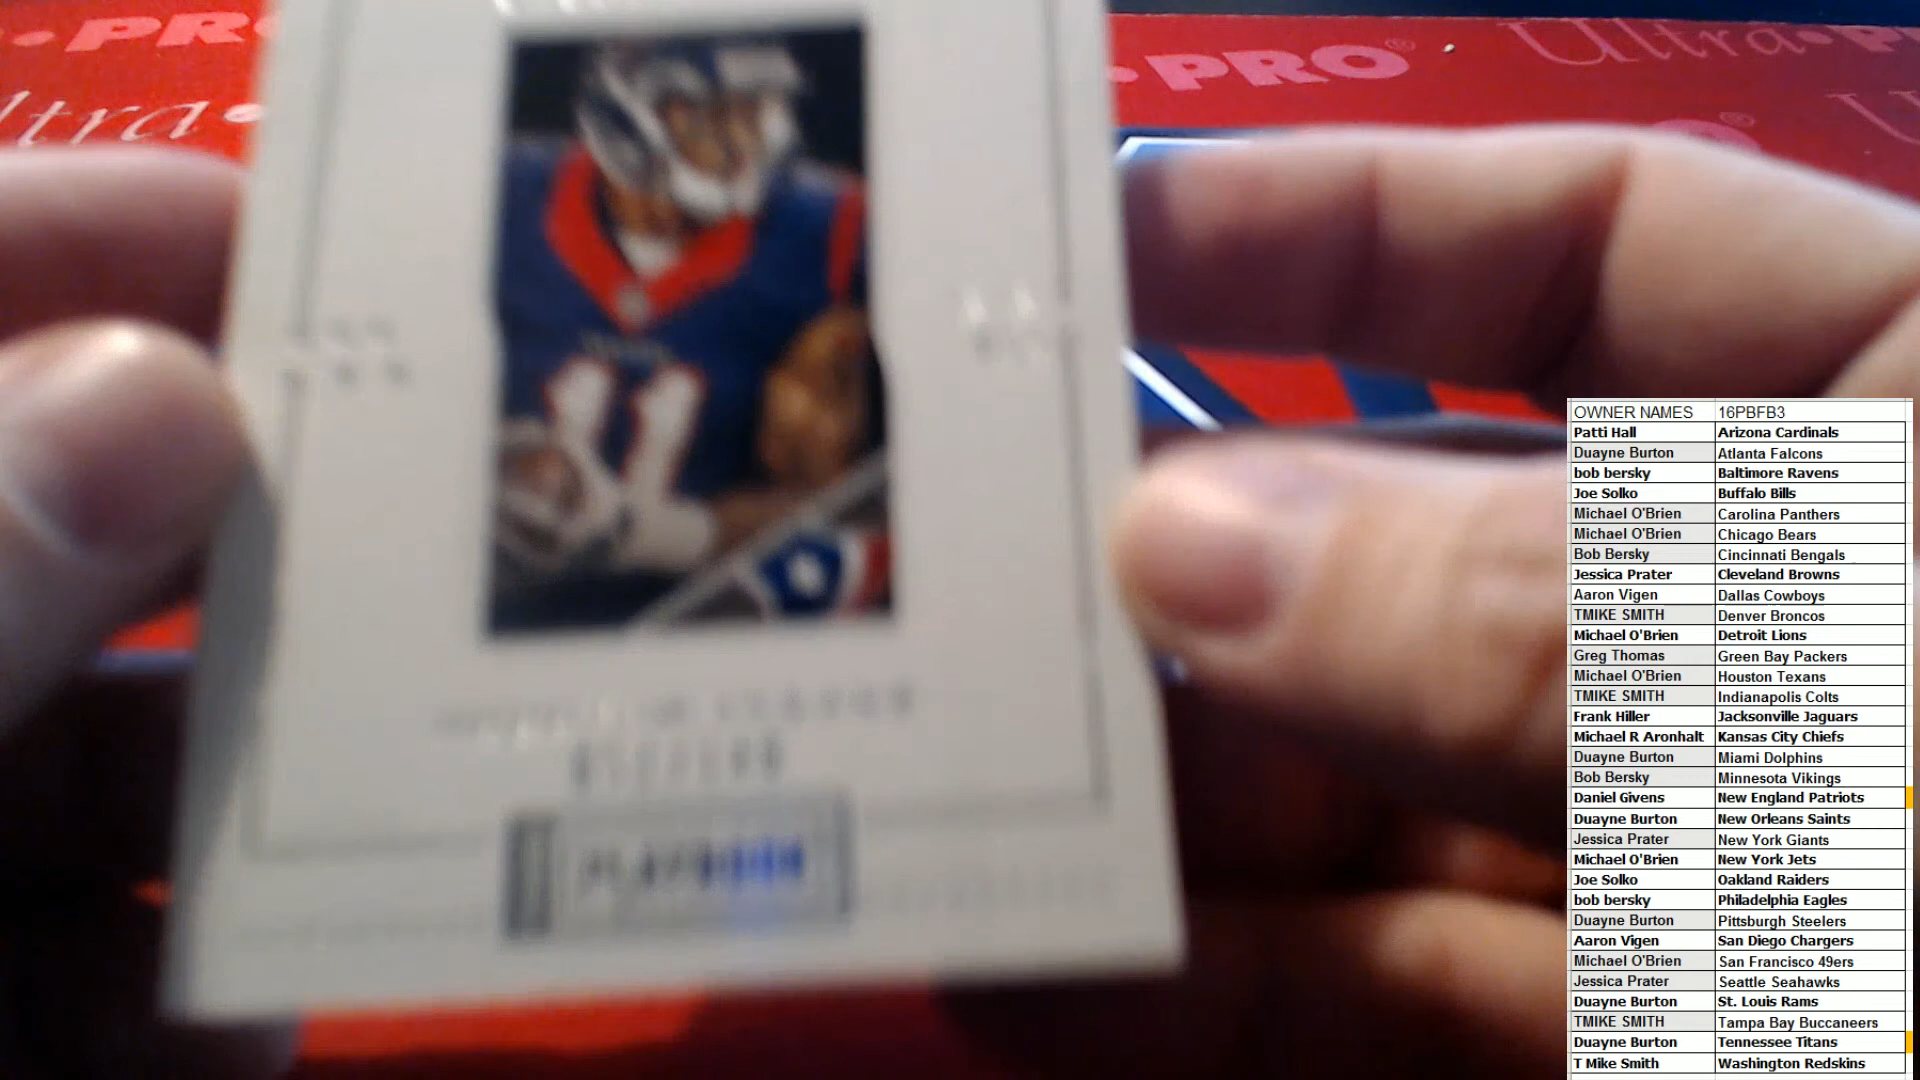 PRO
ltra
PRO
Ultra PRO
PLAYBOOK
OWNER NAMES 16PBFB3
Patti Hall Arizona Cardinals
Duayne Burton Atlanta Falcons
bob bersky Baltimore Ravens
Joe Solko Buffalo Bills
Michael O'Brien Carolina Panthers
Michael O'Brien Chicago Bears
Bob Bersky Cincinnati Bengals
Jessica Prater Cleveland Browns
Aaron Vigen Dallas Cowboys
TMIKE SMITH Denver Broncos
Michael O'Brien Detroit Lions
Greg Thomas Green Bay Packers
Michael O'Brien Houston Texans
TMIKE SMITH Indianapolis Colts
Frank Hiller Jacksonville Jaguars
Michael R Aronhalt Kansas City Chiefs
Duayne Burton Miami Dolphins
Bob Bersky Minnesota Vikings
Daniel Givens New England Patriots
Duayne Burton New Orleans Saints
Jessica Prater New York Giants
Michael O'Brien New York Jets
Joe Solko Oakland Raiders
bob bersky Philadelphia Eagles
Duayne Burton Pittsburgh Steelers
Aaron Vigen San Diego Chargers
Michael O'Brien San Francisco 49ers
Jessica Prater Seattle Seahawks
Duayne Burton St. Louis Rams
TMIKE SMITH Tampa Bay Buccaneers
Duayne Burton Tennessee Titans
T Mike Smith Washington Redskins